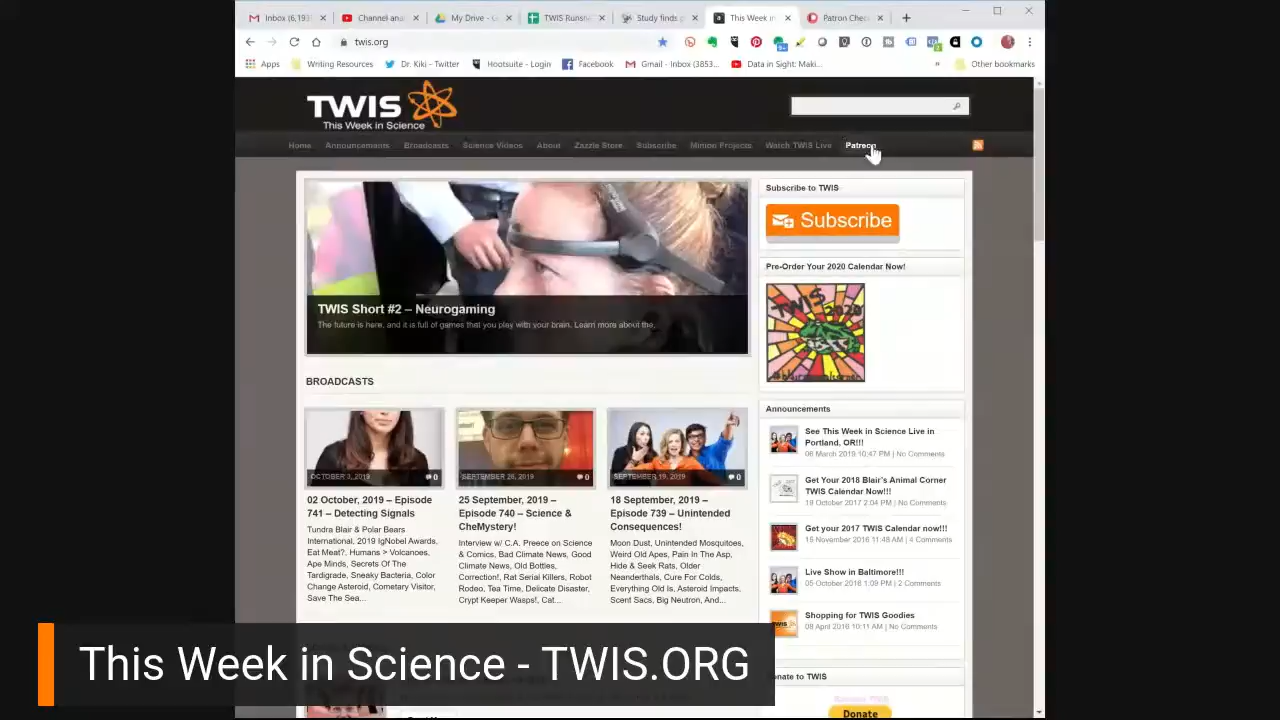 Inbox (6,193
Channel ana
My Drive - G
TWIS Runsh
Study finds p
This Week in
Patron Chec
twis.org
Apps
Writing Resources
Dr. Kiki - Twitter
Hootsuite - Login
Facebook
Gmail - Inbox (3853...
Data in Sight: Maki...
»
Other bookmarks
TWIS
This Week in Science
Home
Announcements
Broadcasts
Science Videos
About
Zazzle Store
Subscribe
Minion Projects
Watch TWIS Live
Patreon
Subscribe to TWIS
Subscribe
Pre-Order Your 2020 Calendar Now!
TWIS 2020
TWIS Short #2 – Neurogaming
The future is here, and it is full of games that you play with your brain. Learn more about the,
BROADCASTS
OCTOBER 3, 2019
0
02 October, 2019 –
Episode
741 – Detecting Signals
Tundra Blair & Polar Bears
International, 2019 IgNobel Awards,
Eat Meat?, Humans > Volcanoes,
Ape Minds, Secrets Of The
Tardigrade, Sneaky Bacteria, Color
Change Asteroid, Cometary Visitor,
Save The Sea...
SEPTEMBER 26, 2019
0
25 September, 2019 –
Episode 740 – Science &
CheMystery!
Interview w/ C.A. Preece on Science
& Comics, Bad Climate News, Good
Climate News, Old Bottles,
Correction!, Rat Serial Killers, Robot
Rodeo, Tea Time, Delicate Disaster,
Crypt Keeper Wasps!, Cat...
SEPTEMBER 19, 2019
0
18 September, 2019 –
Episode 739 – Unintended
Consequences!
Moon Dust, Unintended Mosquitoes,
Weird Old Apes, Pain In The Asp,
Hide & Seek Rats, Older
Neanderthals, Cure For Colds,
Everything Old Is, Asteroid Impacts,
Scent Sacs, Big Neutron, And...
Announcements
See This Week in Science Live in
Portland, OR!!!
06 March 2019 10:47 PM | No Comments
Get Your 2018 Blair's Animal Corner
TWIS Calendar Now!!!
19 October 2017 2:04 PM | No Comments
Get your 2017 TWIS Calendar now!!!
15 November 2016 11:48 AM | 4 Comments
Live Show in Baltimore!!!
05 October 2016 1:09 PM | 2 Comments
Shopping for TWIS Goodies
08 April 2016 10:11 AM | No Comments
onate to TWIS
Donate
This Week in Science - TWIS.ORG